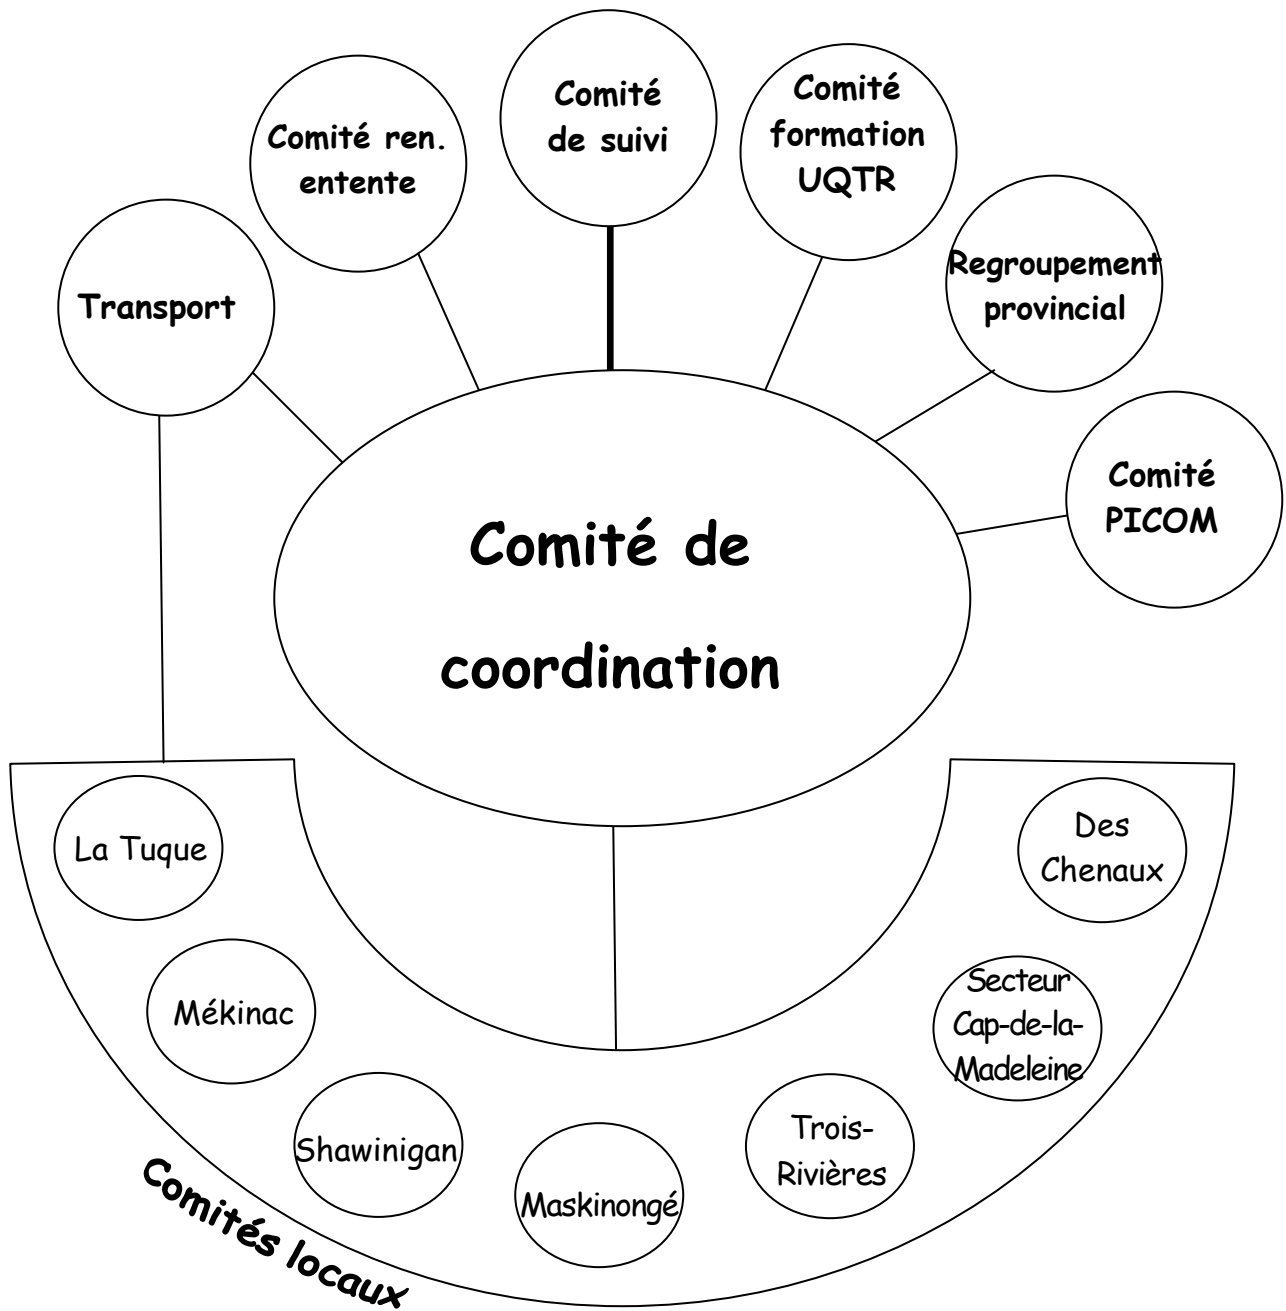 Comité
de suivi
Comité
formation
UQTR
Comité ren.
entente
Regroupement
provincial
Transport
Comité
PICOM
Comité de
coordination
La Tuque
Des
Chenaux
Mékinac
Secteur
Cap-de-la-
Madeleine
Shawinigan
Trois-
Rivières
Maskinongé
Comités locaux